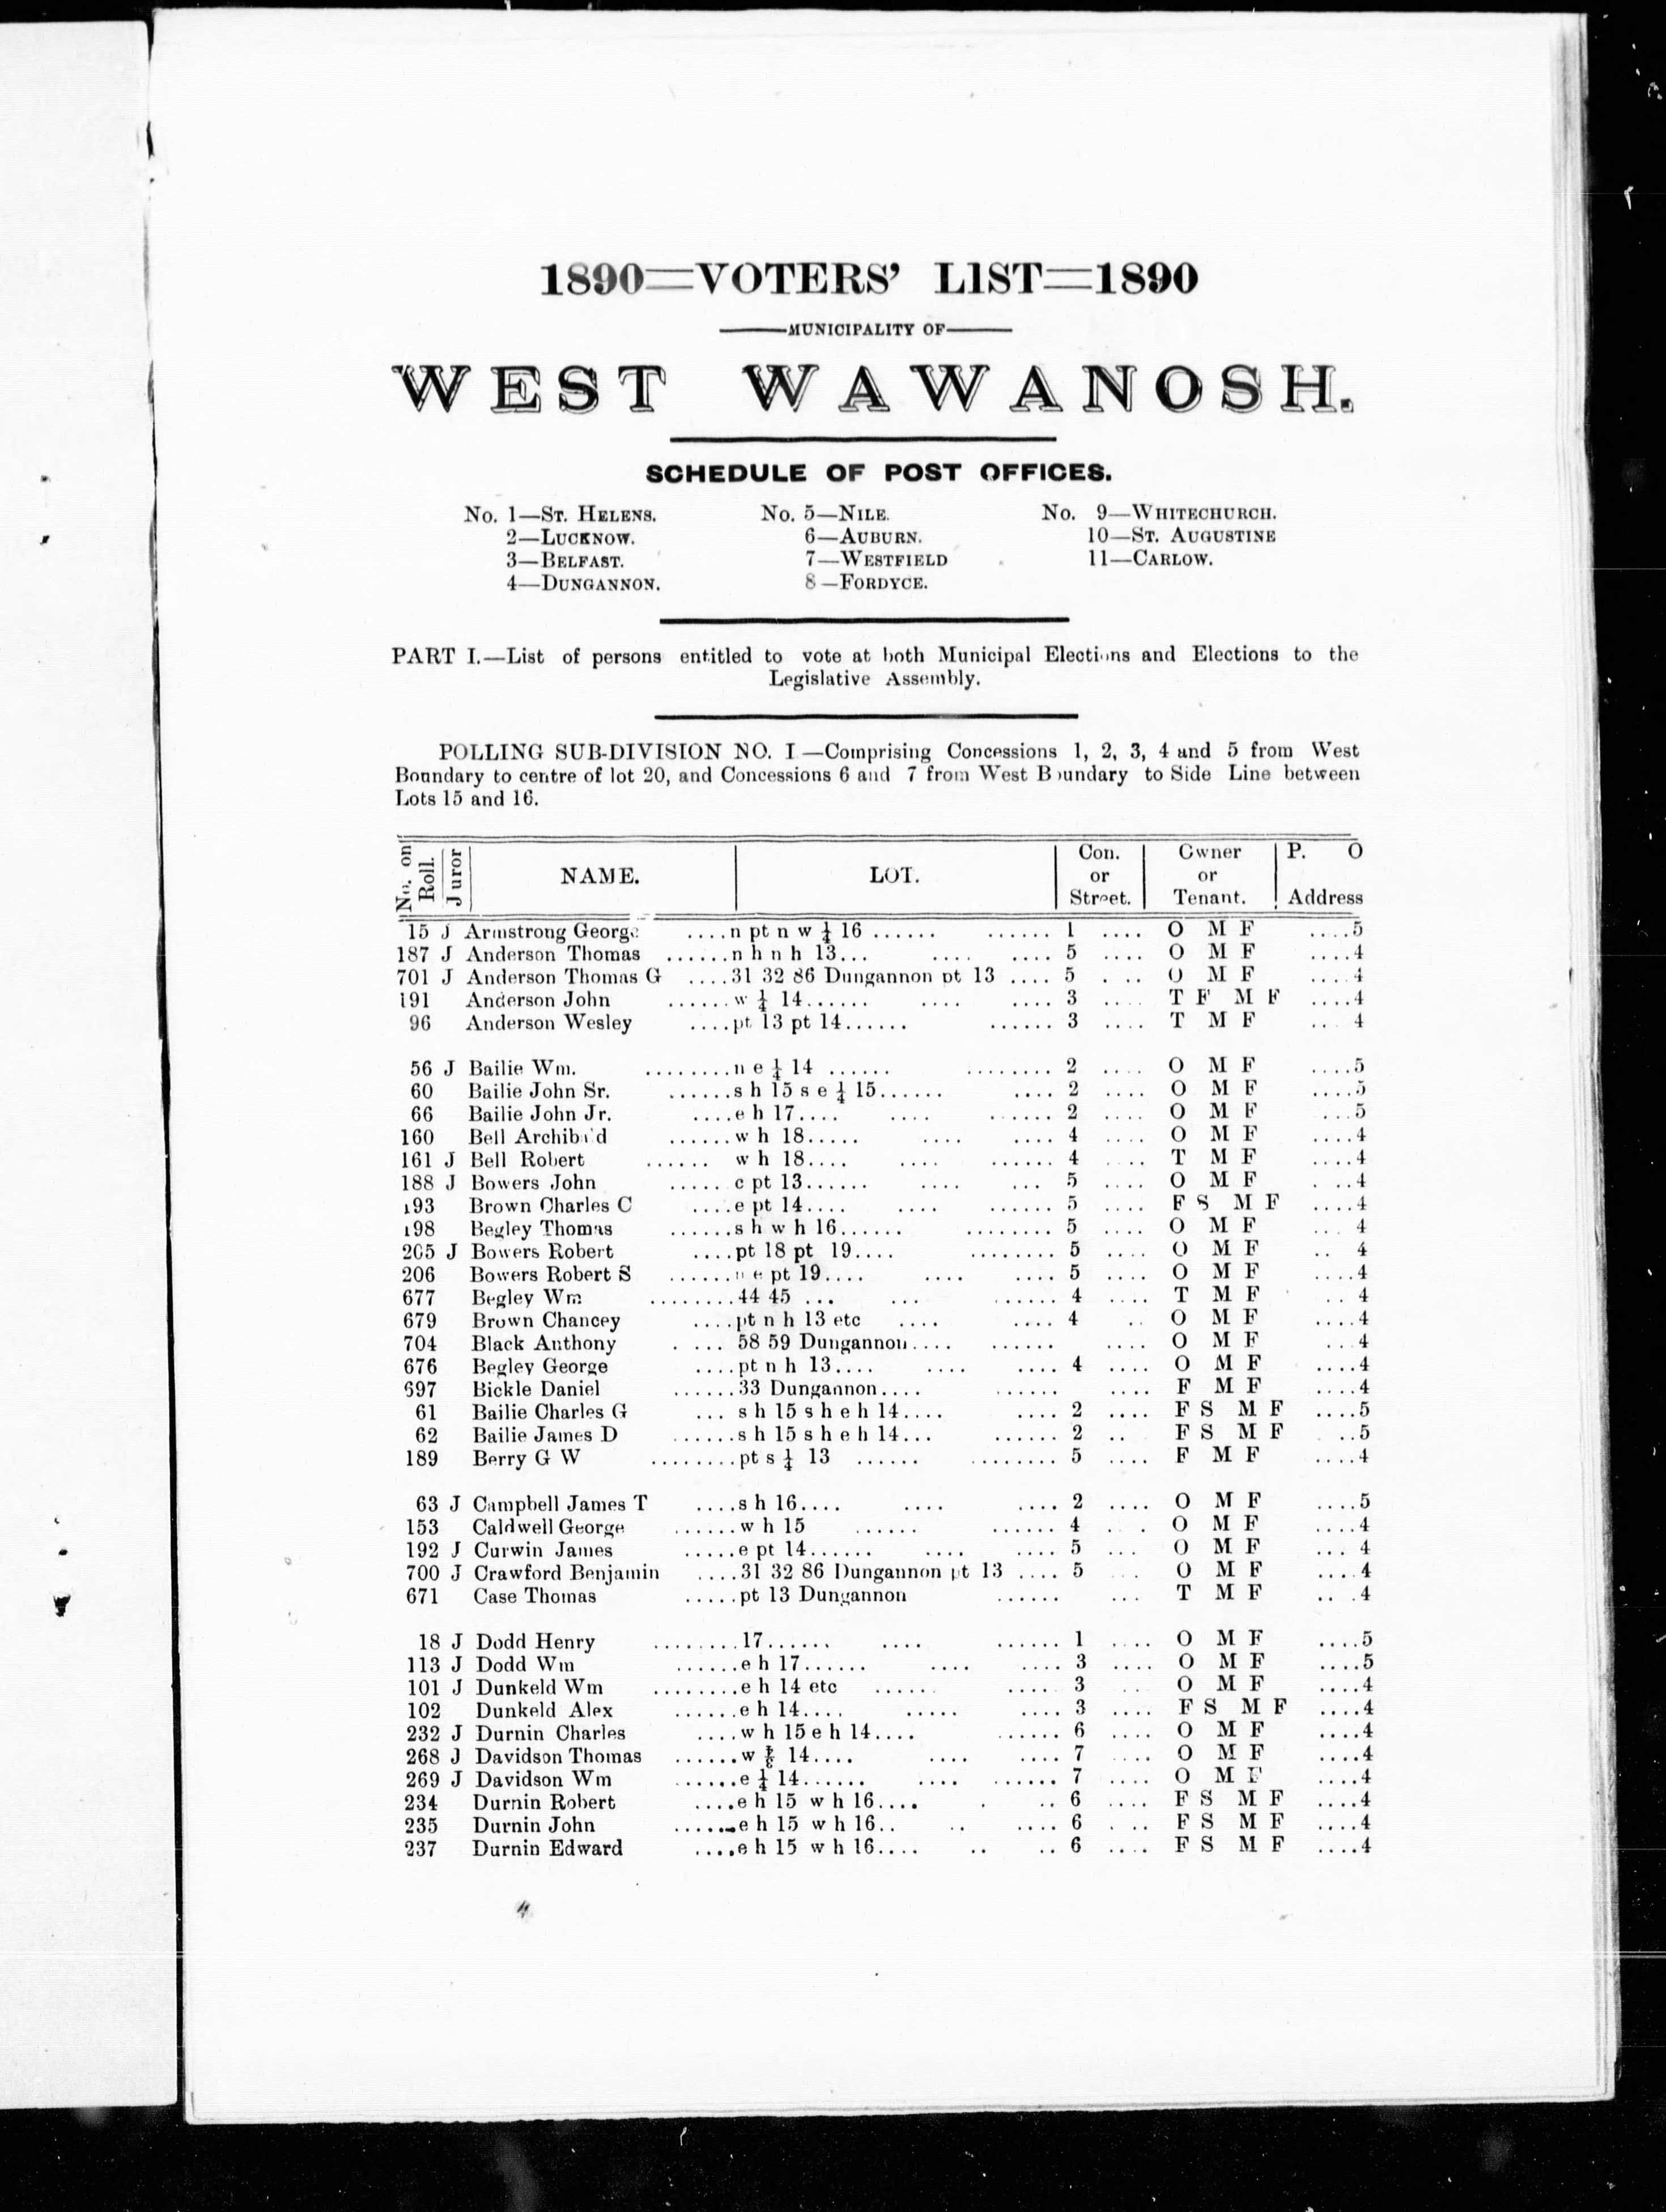 1890=VOTERS' LIST=1890
MUNICIPALITY OF
WEST WAWANOSH.
SCHEDULE OF POST OFFICES.
No. 1—St. Helens. No. 5—Nile. No. 9—Whitechurch.
2—Lucknow. 6—Auburn. 10—St. Augustine
3—Belfast. 7—Westfield 11—Carlow.
4—Dungannon. 8—Fordyce.
PART I.—List of persons entitled to vote at both Municipal Elections and Elections to the
Legislative Assembly.
POLLING SUB-DIVISION NO. I—Comprising Concessions 1, 2, 3, 4 and 5 from West
Bonndary to centre of lot 20, and Concessions 6 and 7 from West Boundary to Side Line between
Lots 15 and 16.
No. on Roll. Juror NAME. LOT. Con. or Street. Owner or Tenant. P. O Address
15 J Armstrong George ....n pt n w ¼ 16 ...... ...... 1 .... O M F ....5
187 J Anderson Thomas ......n h n h 13... .... .... 5 .... O M F ....4
701 J Anderson Thomas G ....31 32 86 Dungannon pt 13 .... 5 . .. O M F ....4
191 Anderson John ......w ¼ 14...... .... .... 3 .... T F M F ....4
96 Anderson Wesley ....pt 13 pt 14...... ...... 3 .... T M F ... 4
56 J Bailie Wm. ........n e ¼ 14 ...... ........ 2 .... O M F ....5
60 Bailie John Sr. ......s h 15 s e ¼ 15...... .... 2 .... O M F ....5
66 Bailie John Jr. ....e h 17.... .... ...... 2 .... O M F ...5
160 Bell Archibald ......w h 18..... .... .... 4 .... O M F ....4
161 J Bell Robert ...... w h 18.... .... ...... 4 .... T M F ....4
188 J Bowers John ..... c pt 13...... .... ... 5 .... O M F . ..4
193 Brown Charles C ....e pt 14.... .... ...... 5 .... F S M F ....4
198 Begley Thomas ......s h w h 16...... ......... 5 .... O M F ... 4
205 J Bowers Robert ....pt 18 pt 19.... ........ 5 .... O M F .. 4
206 Bowers Robert S ......n e pt 19.... .... .... 5 .... O M F ....4
677 Begley Wm ........44 45 ... ... ...... 4 .... T M F .. 4
679 Brown Chancey ....pt n h 13 etc .... .... 4 .. O M F ....4
704 Black Anthony . ... 58 59 Dungannon.... ...... .... O M F ...4
676 Begley George ....pt n h 13.... .... .... 4 .... O M F ....4
697 Bickle Daniel ......33 Dungannon.... ...... .... F M F ....4
61 Bailie Charles G ... s h 15 s h e h 14.... .... 2 .... F S M F ....5
62 Bailie James D ......s h 15 s h e h 14... ...... 2 .. F S M F ...5
189 Berry G W ........pt s ¼ 13 ...... ........ 5 .... F M F ....4
63 J Campbell James T ....s h 16.... .... .... 2 .... O M F ....5
153 Caldwell George ......w h 15 ...... ...... 4 .. . O M F ....4
192 J Curwin James .....e pt 14...... .... .... 5 ... O M F ... 4
700 J Crawford Benjamin ....31 32 86 Dungannon pt 13 .... 5 ... O M F ....4
671 Case Thomas .....pt 13 Dungannon ...... ... T M F .. .4
18 J Dodd Henry ........17...... .... ...... 1 .... O M F ....5
113 J Dodd Wm ......e h 17...... .... .... 3 .... O M F ....5
101 J Dunkeld Wm ........e h 14 etc ...... ..... 3 ... O M F ....4
102 Dunkeld Alex ......e h 14.... ..... .... 3 .... F S M F ....4
232 J Durnin Charles ....w h 15 e h 14.... ...... 6 .... O M F ....4
268 J Davidson Thomas ......w 14.... .... .... 7 .... O M F ....4
269 J Davidson Wm ......e ¼ 14...... .... ...... 7 .... O M F ....4
234 Durnin Robert ....e h 15 w h 16.... . .. 6 .... F S M F ....4
235 Durnin John ......e h 15 w h 16.. .. .... 6 . .. F S M F ....4
237 Durnin Edward ....e h 15 w h 16.... .. .. 6 .... F S M F ....4